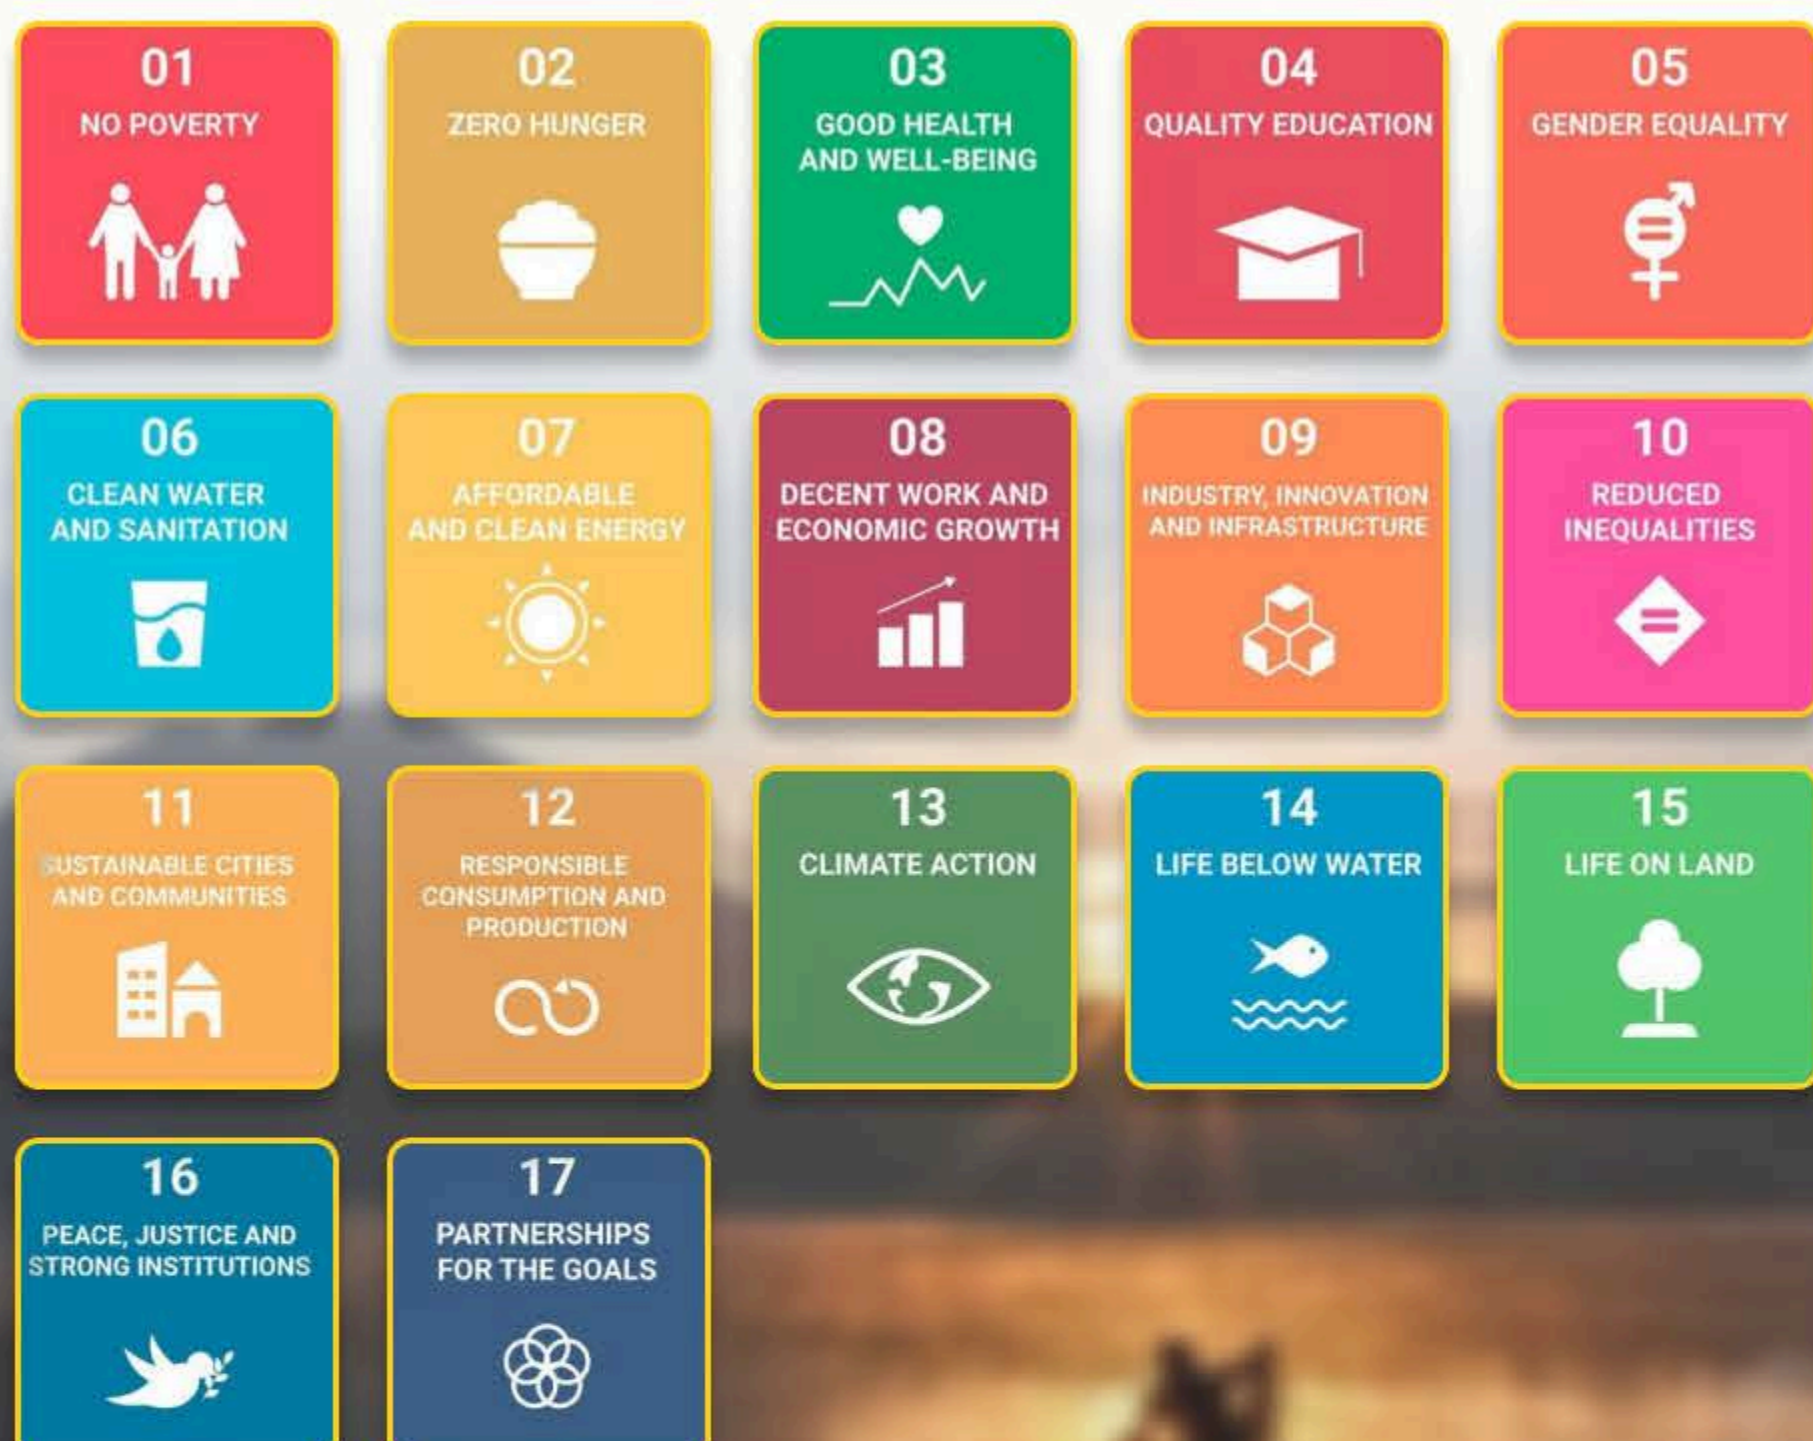 01
NO POVERTY
02
ZERO HUNGER
03
GOOD HEALTH
AND WELL-BEING
04
QUALITY EDUCATION
05
GENDER EQUALITY
06
CLEAN WATER
AND SANITATION
07
AFFORDABLE
AND CLEAN ENERGY
08
DECENT WORK AND
ECONOMIC GROWTH
09
INDUSTRY, INNOVATION
AND INFRASTRUCTURE
10
REDUCED
INEQUALITIES
11
SUSTAINABLE CITIES
AND COMMUNITIES
12
RESPONSIBLE
CONSUMPTION AND
PRODUCTION
13
CLIMATE ACTION
14
LIFE BELOW WATER
15
LIFE ON LAND
16
PEACE, JUSTICE AND
STRONG INSTITUTIONS
17
PARTNERSHIPS
FOR THE GOALS